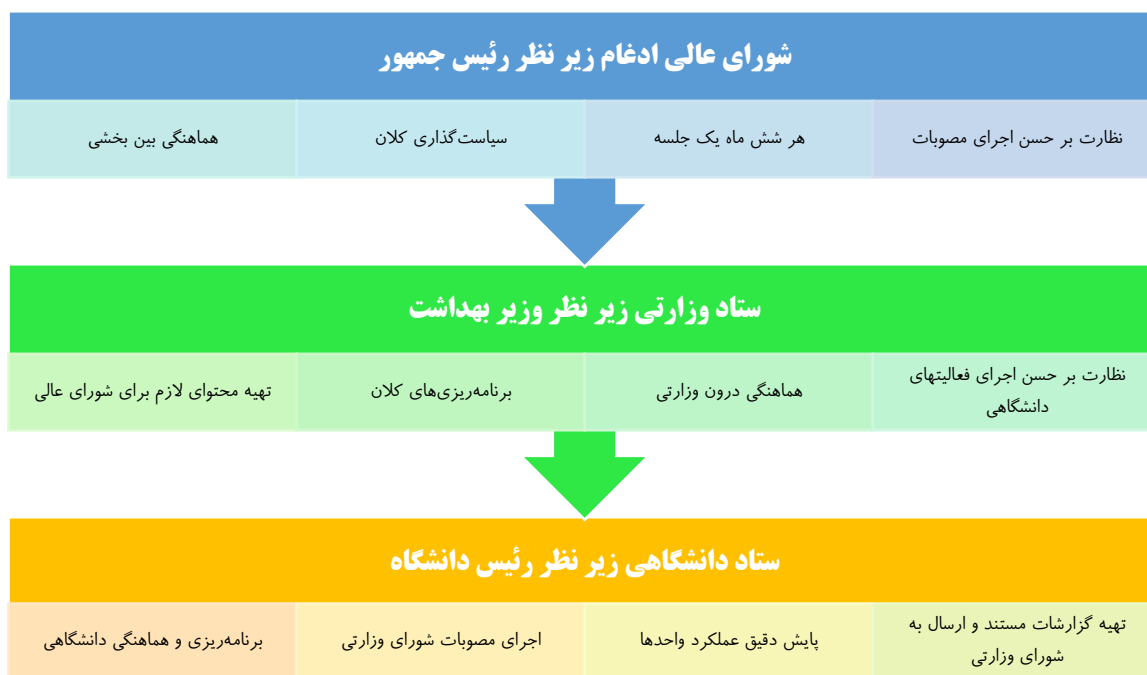 شورای عالی ادغام زیر نظر رئیس جمهور
نظارت بر حسن اجرای مصوبات
هر شش ماه یک جلسه
سیاست‌گذاری کلان
هماهنگی بین بخشی
ستاد وزارتی زیر نظر وزیر بهداشت
نظارت بر حسن اجرای فعالیتهای
دانشگاهی
هماهنگی درون وزارتی
برنامه‌ریزی‌های کلان
تهیه محتوای لازم برای شورای عالی
ستاد دانشگاهی زیر نظر رئیس دانشگاه
تهیه گزارشات مستند و ارسال به
شورای وزارتی
پایش دقیق عملکرد واحدها
اجرای مصوبات شورای وزارتی
برنامه‌ریزی و هماهنگی دانشگاهی